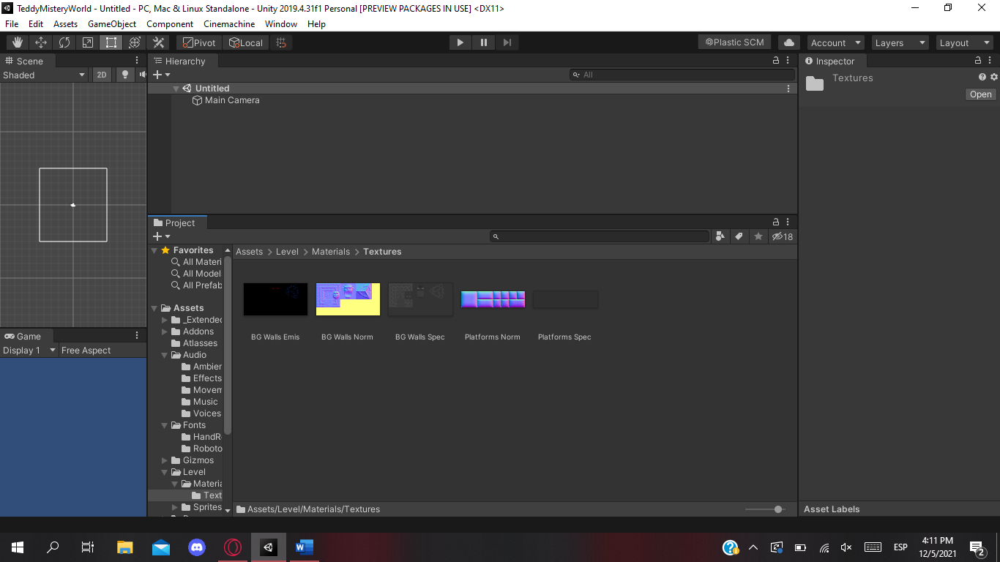 TeddyMisteryWorld - Untitled - PC, Mac & Linux Standalone - Unity 2019.4.31f1 Personal [PREVIEW PACKAGES IN USE] <DX11>
File Edit Assets GameObject Component Cinemachine Window Help
Pivot Local Plastic SCM Account Layers Layout
Scene
Shaded 2D
Hierarchy
All
Untitled
Main Camera
Inspector
Textures
Open
Project
18
Favorites
All Materi
All Model
All Prefab
Assets
_Extended
Addons
Atlasses
Audio
Ambien
Effects
Movem
Music
Voices
Fonts
HandR
Roboto
Gizmos
Level
Materia
Text
Sprites
Assets > Level > Materials > Textures
BG Walls Emis
BG Walls Norm
BG Walls Spec
Platforms Norm
Platforms Spec
Assets/Level/Materials/Textures
Asset Labels
Game
Display 1 Free Aspect
ESP
4:11 PM
12/5/2021
2